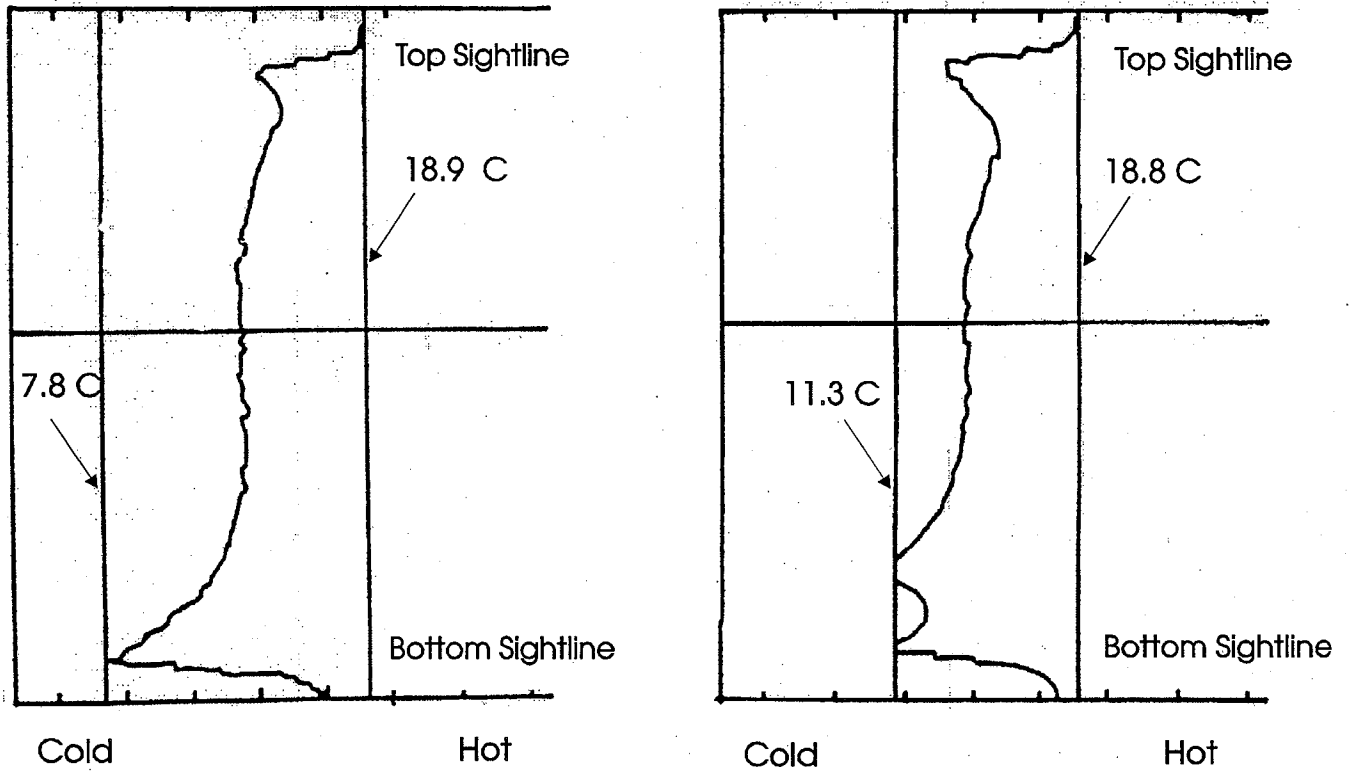 Top Sightline
18.9 C
7.8 C
Bottom Sightline
Cold Hot
Top Sightline
18.8 C
11.3 C
Bottom Sightline
Cold Hot